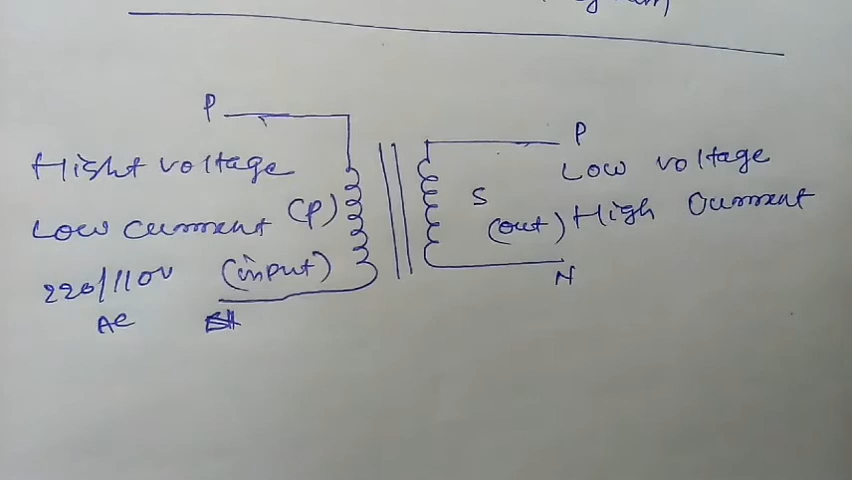 P
Hight voltage
Low current (P)
220/110V (input)
AC
P
Low voltage
S
(out) High Current
N